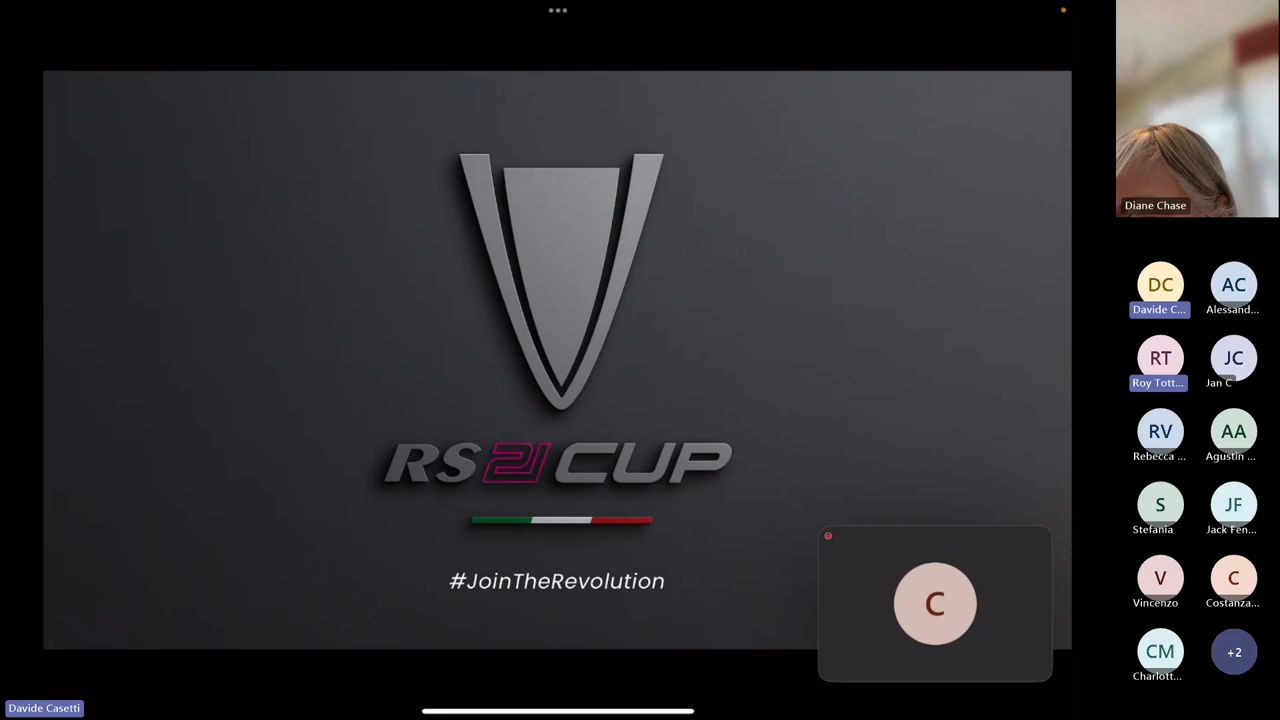 RS21 CUP
#JoinTheRevolution
C
Davide Casetti
Diane Chase
DC
AC
Davide C...
Alessand...
RT
JC
Roy Tott...
Jan C
RV
AA
Rebecca ...
Agustin ...
S
JF
Stefania
Jack Fen...
V
C
Vincenzo
Costanza...
CM
+2
Charlott...